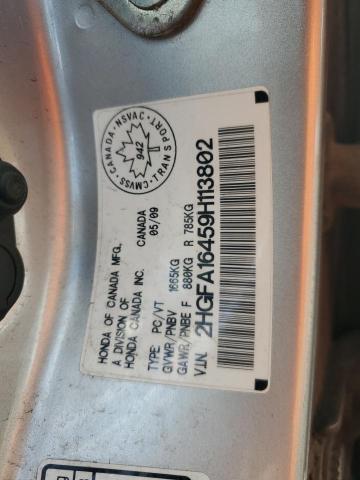 CMVSS - CANADA - NSVAC - TRANSPORT
942
HONDA OF CANADA MFG,
A DIVISION OF
HONDA CANADA INC. CANADA
05/09
TYPE: PC/VT
GVWR/PNBV 1665KG
GAWR/PNBE F 880KG R 785KG
V.I.N. 2HGFA16459H113802